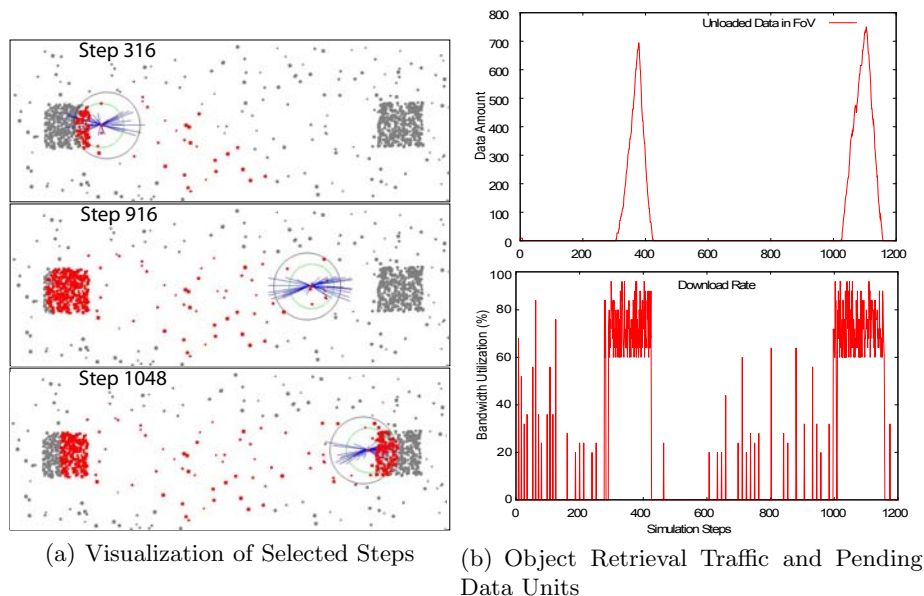 Step 316
Step 916
Step 1048
(a) Visualization of Selected Steps
800
700
600
500
400
300
200
100
0
Data Amount
Unloaded Data in FoV
0 200 400 600 800 1000 1200
100
80
60
40
20
0
Bandwidth Utilization (%)
Download Rate
0 200 400 600 800 1000 1200
Simulation Steps
(b) Object Retrieval Traffic and Pending
Data Units